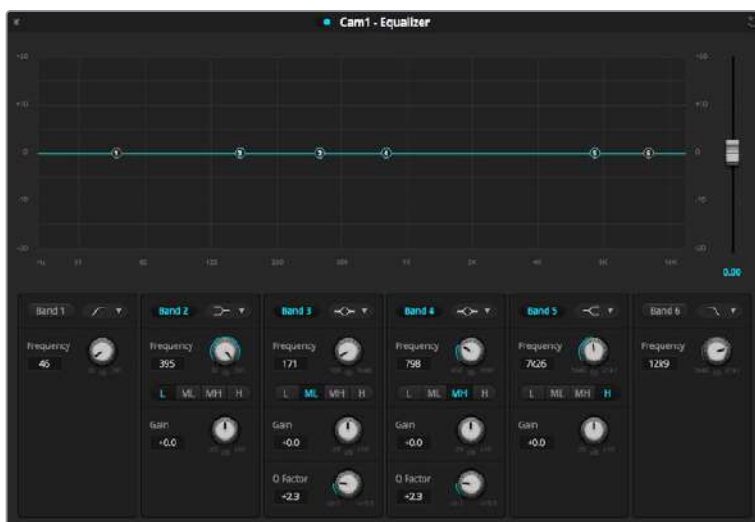 Cam1 - Equalizer
+20 +20
+10 +10
0 0
-10 -10
-20 -20
Hz
0.00
Band 1 Band 2 Band 3 Band 4 Band 5 Band 6
Frequency Frequency Frequency Frequency Frequency Frequency
46 395 171 798 7k26 12k9
L ML MH H L ML MH H L ML MH H L ML MH H
Gain Gain Gain Gain
+0.0 +0.0 +0.0 +0.0
Q Factor Q Factor
+2.3 +2.3